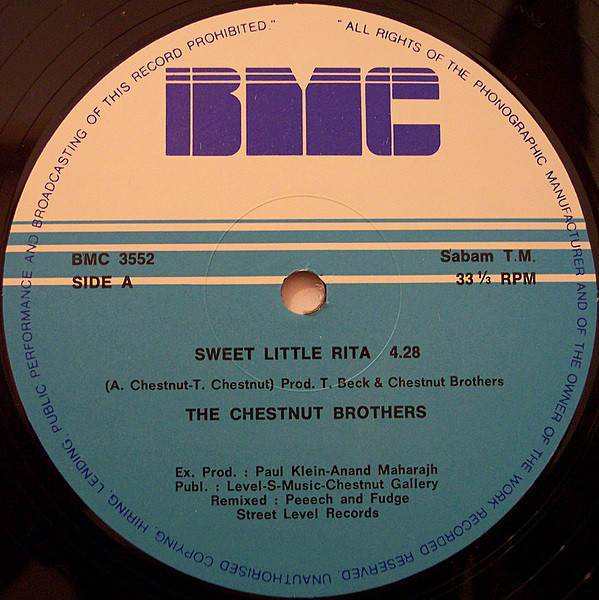 BMC
BMC 3552
SIDE A
Sabam T.M.
33 1/3 RPM
SWEET LITTLE RITA 4.28
(A. Chestnut-T. Chestnut) Prod. T. Beck & Chestnut Brothers
THE CHESTNUT BROTHERS
Ex. Prod. : Paul Klein-Anand Maharajh
Publ. : Level-S-Music-Chestnut Gallery
Remixed : Peeech and Fudge
Street Level Records
"ALL RIGHTS OF THE PHONOGRAPHIC MANUFACTURER AND OF THE OWNER OF THE WORK RECORDED RESERVED. UNAUTHORISED COPYING, HIRING, LENDING, PUBLIC PERFORMANCE AND BROADCASTING OF THIS RECORD PROHIBITED."